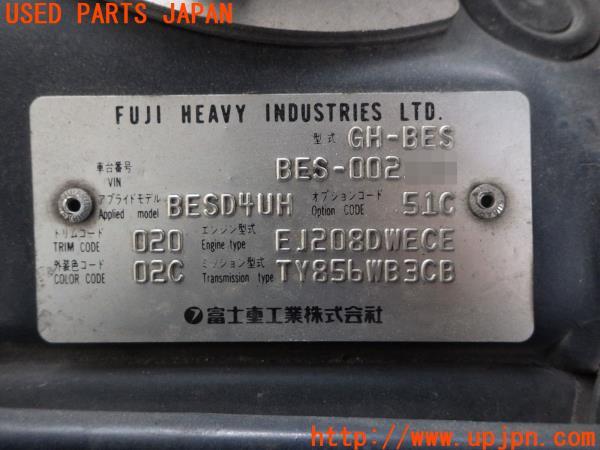 USED PARTS JAPAN
FUJI HEAVY INDUSTRIES LTD.
型式 GH-BES
車台番号 VIN BES-002
アプライドモデル Applied model BESD4UH オプションコード Option CODE 51C
トリムコード TRIM CODE 020 エンジン型式 Engine type EJ208DWECE
外装色コード COLOR CODE 02C ミッション型式 Transmission type TY856WB3CB
富士重工業株式会社
http://www.upjpn.com/